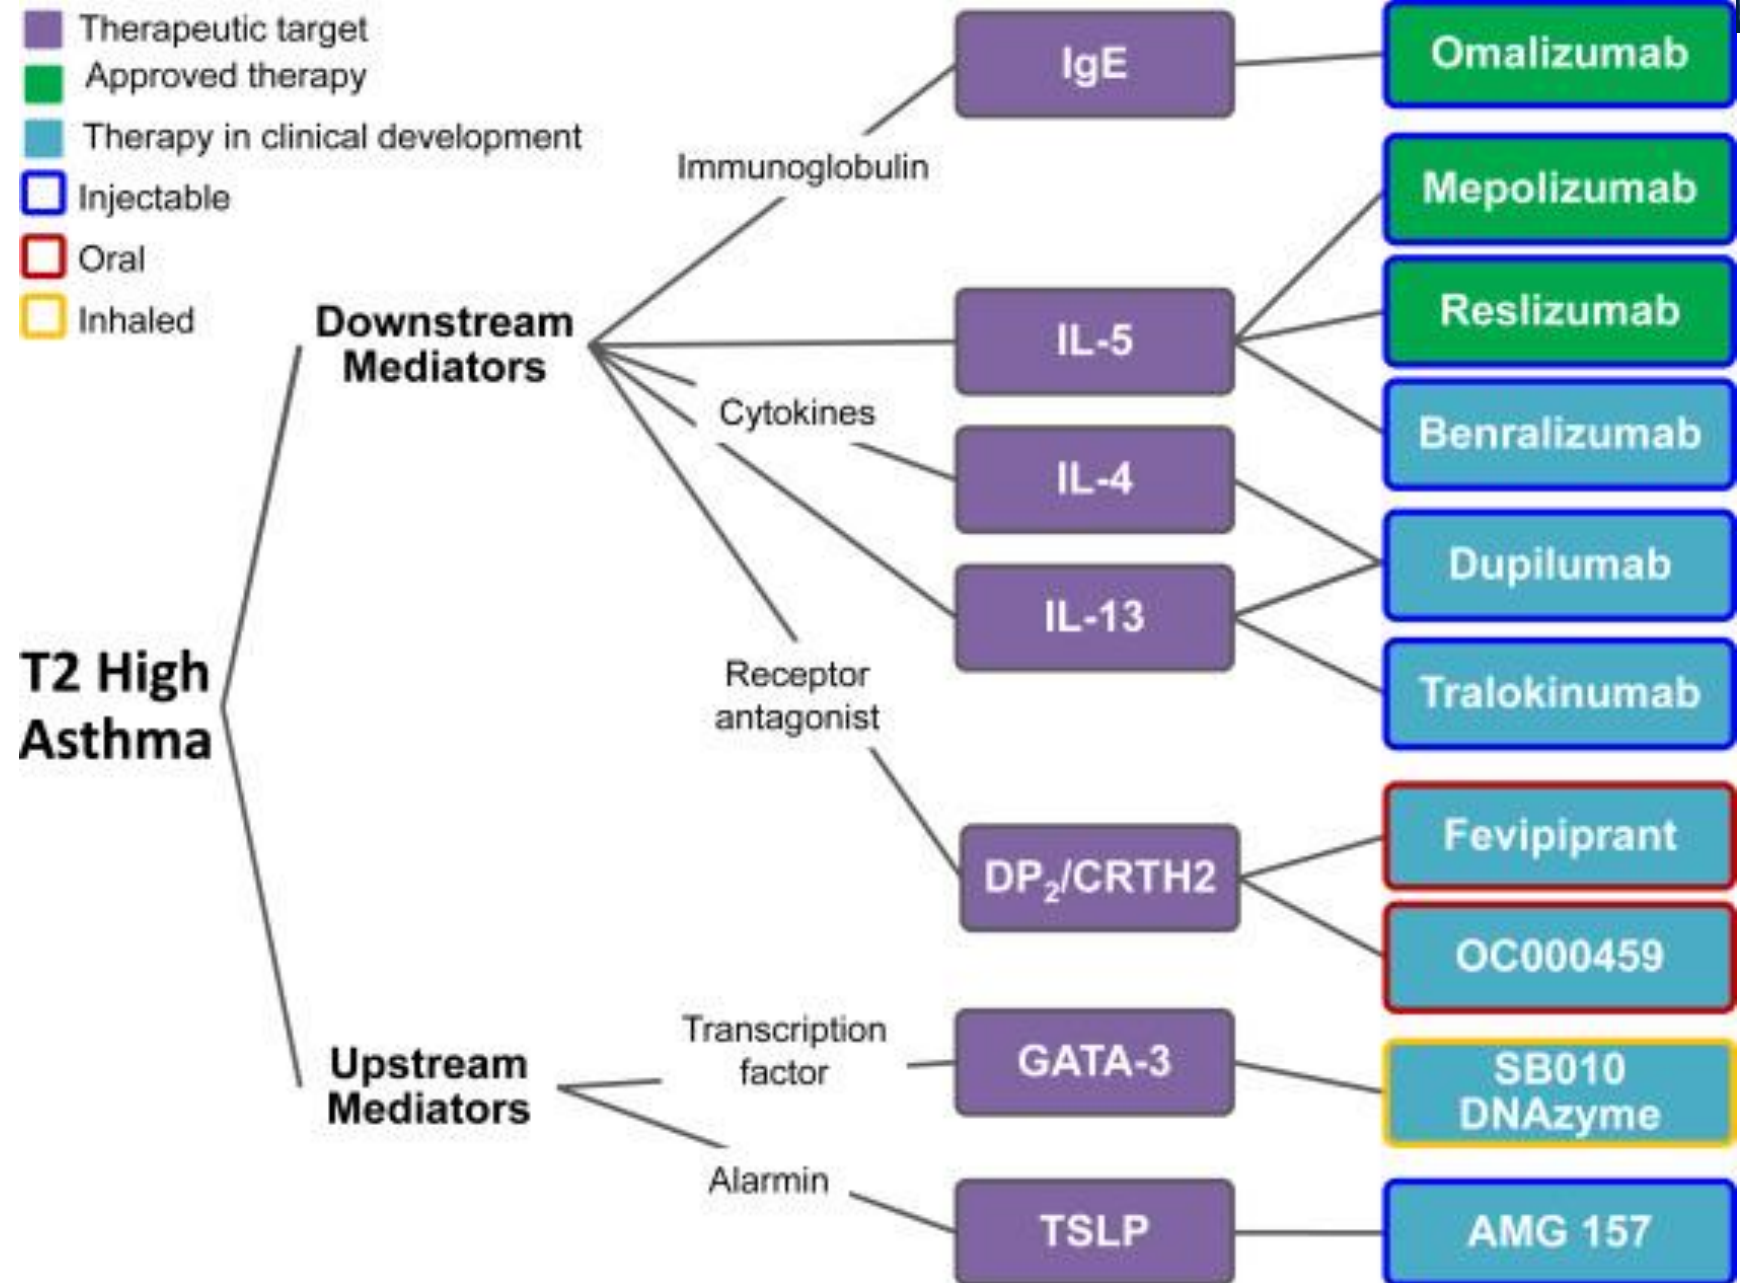 Therapeutic target
Approved therapy
Therapy in clinical development
Injectable
Oral
Inhaled
T2 High
Asthma
Downstream
Mediators
Upstream
Mediators
Immunoglobulin
Cytokines
Receptor
antagonist
Transcription
factor
Alarmin
IgE
IL-5
IL-4
IL-13
DP₂/CRTH2
GATA-3
TSLP
Omalizumab
Mepolizumab
Reslizumab
Benralizumab
Dupilumab
Tralokinumab
Fevipiprant
OC000459
SB010
DNAzyme
AMG 157